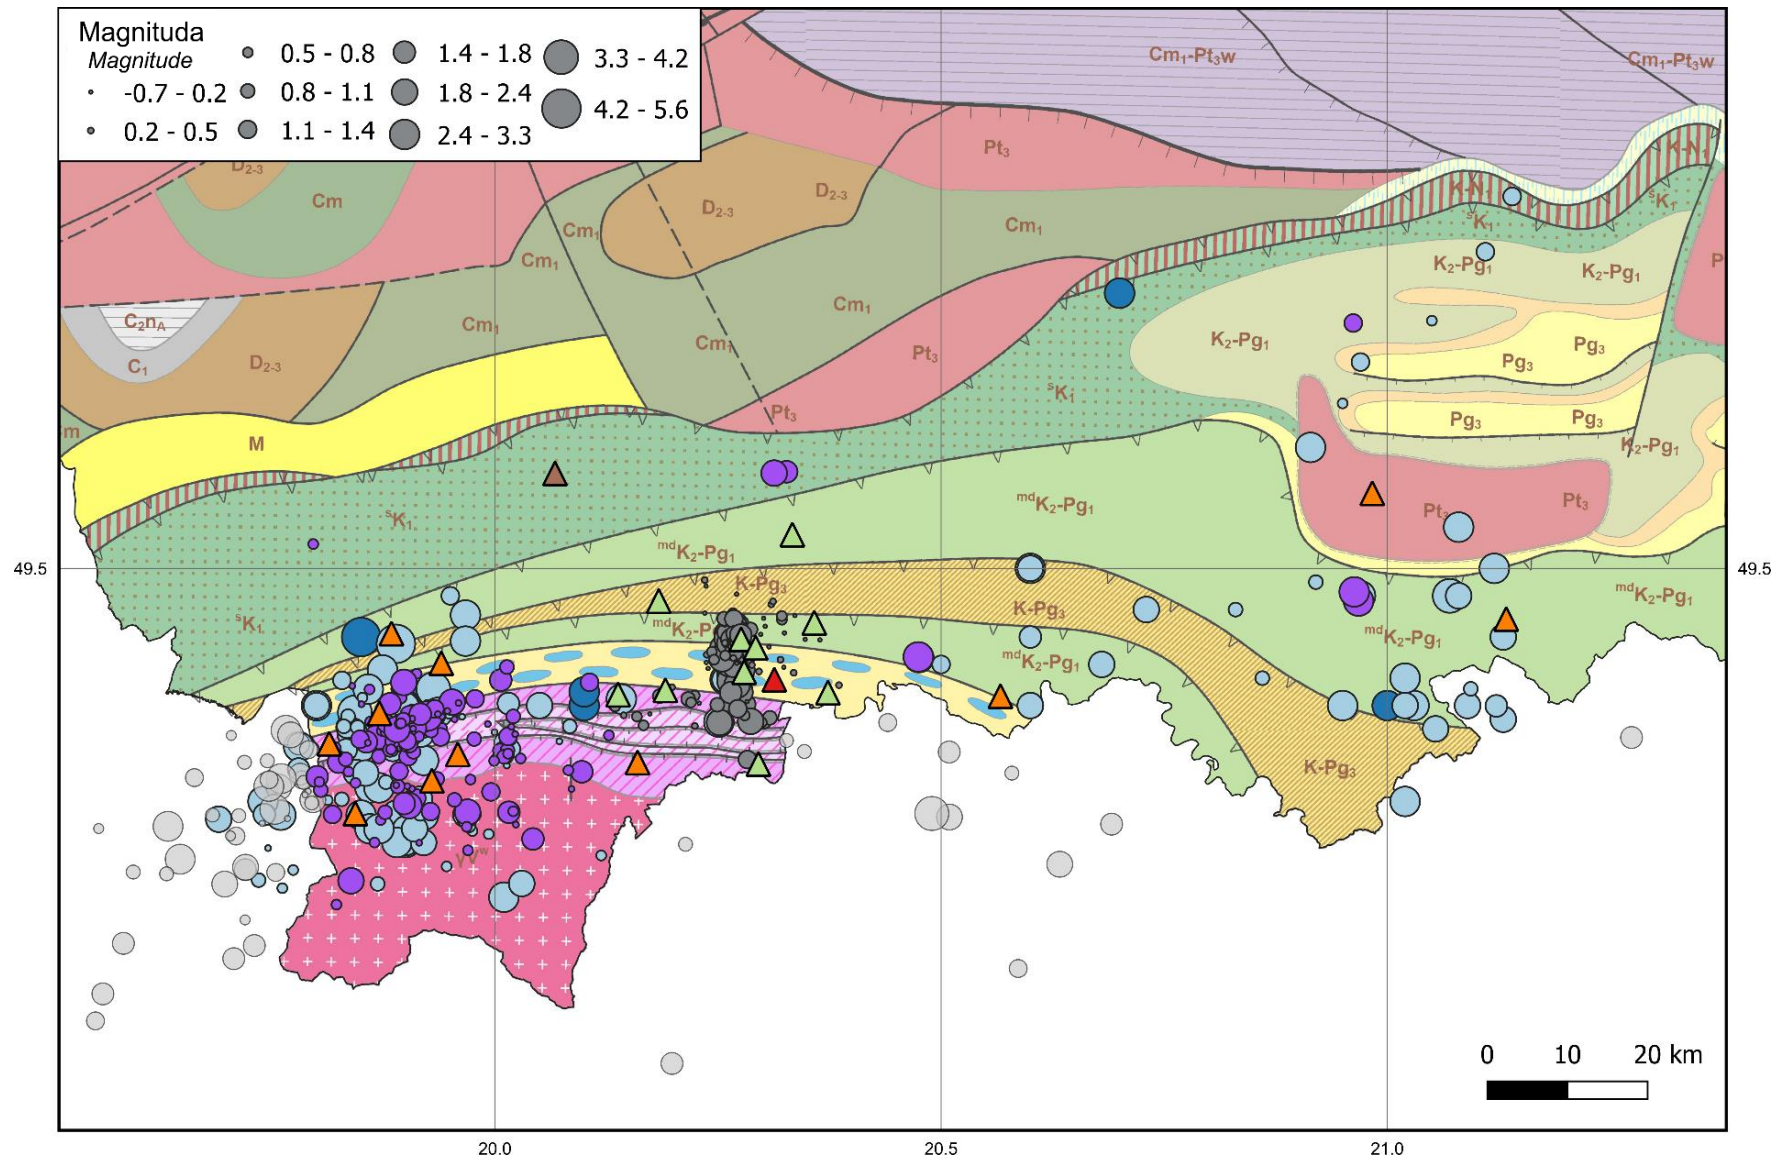 Magnituda
Magnitude
-0.7 - 0.2
0.2 - 0.5
0.5 - 0.8
0.8 - 1.1
1.1 - 1.4
1.4 - 1.8
1.8 - 2.4
2.4 - 3.3
3.3 - 4.2
4.2 - 5.6
Cm₁-Pt₃w
Cm₁-Pt₃w
Pt₃
K-N₁
K-N₁
D₂₋₃
Cm
D₂₋₃
D₂₋₃
ˢK₁
ˢK₁
Cm₁
Cm₁
Cm₁
P
K₂-Pg₁
K₂-Pg₁
C₂n_A
Cm₁
Cm₁
Cm₁
K₂-Pg₁
Pg₃
Pg₃
C₁
D₂₋₃
Pt₃
ˢK₁
Pt₃
Pg₃
Pg₃
m
M
K₂-Pg₁
ˢK₁
ᵐᵈK₂-Pg₁
Pt₃
Pt₃
ᵐᵈK₂-Pg₁
49.5
49.5
K-Pg₃
K-Pg₃
ᵐᵈK₂-Pg₁
ˢK₁
ᵐᵈK₂-P
ᵐᵈK₂-Pg₁
ᵐᵈK₂-Pg₁
K-Pg₃
γVʷ
0 10 20 km
20.0 20.5 21.0